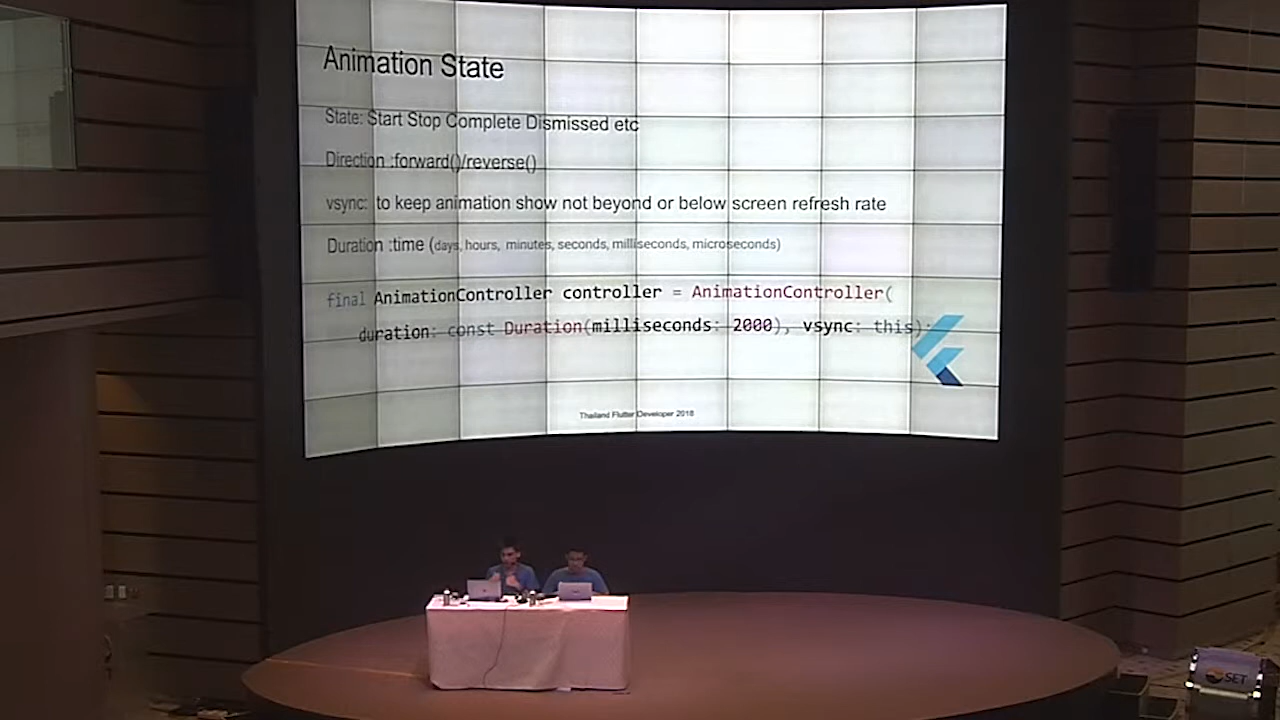 Animation State
State: Start Stop Complete Dismissed etc
Direction :forward()/reverse()
vsync: to keep animation show not beyond or below screen refresh rate
Duration :time (days, hours, minutes, seconds, milliseconds, microseconds)
final AnimationController controller = AnimationController(
duration: const Duration(milliseconds: 2000), vsync: this);
Thailand Flutter Developer 2018
SET